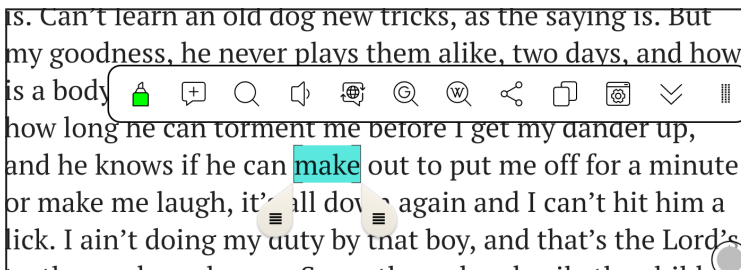 is. Can't learn an old dog new tricks, as the saying is. But
my goodness, he never plays them alike, two days, and how
is a body
how long he can torment me before I get my dander up,
and he knows if he can make out to put me off for a minute
or make me laugh, it's all down again and I can't hit him a
lick. I ain't doing my duty by that boy, and that's the Lord's